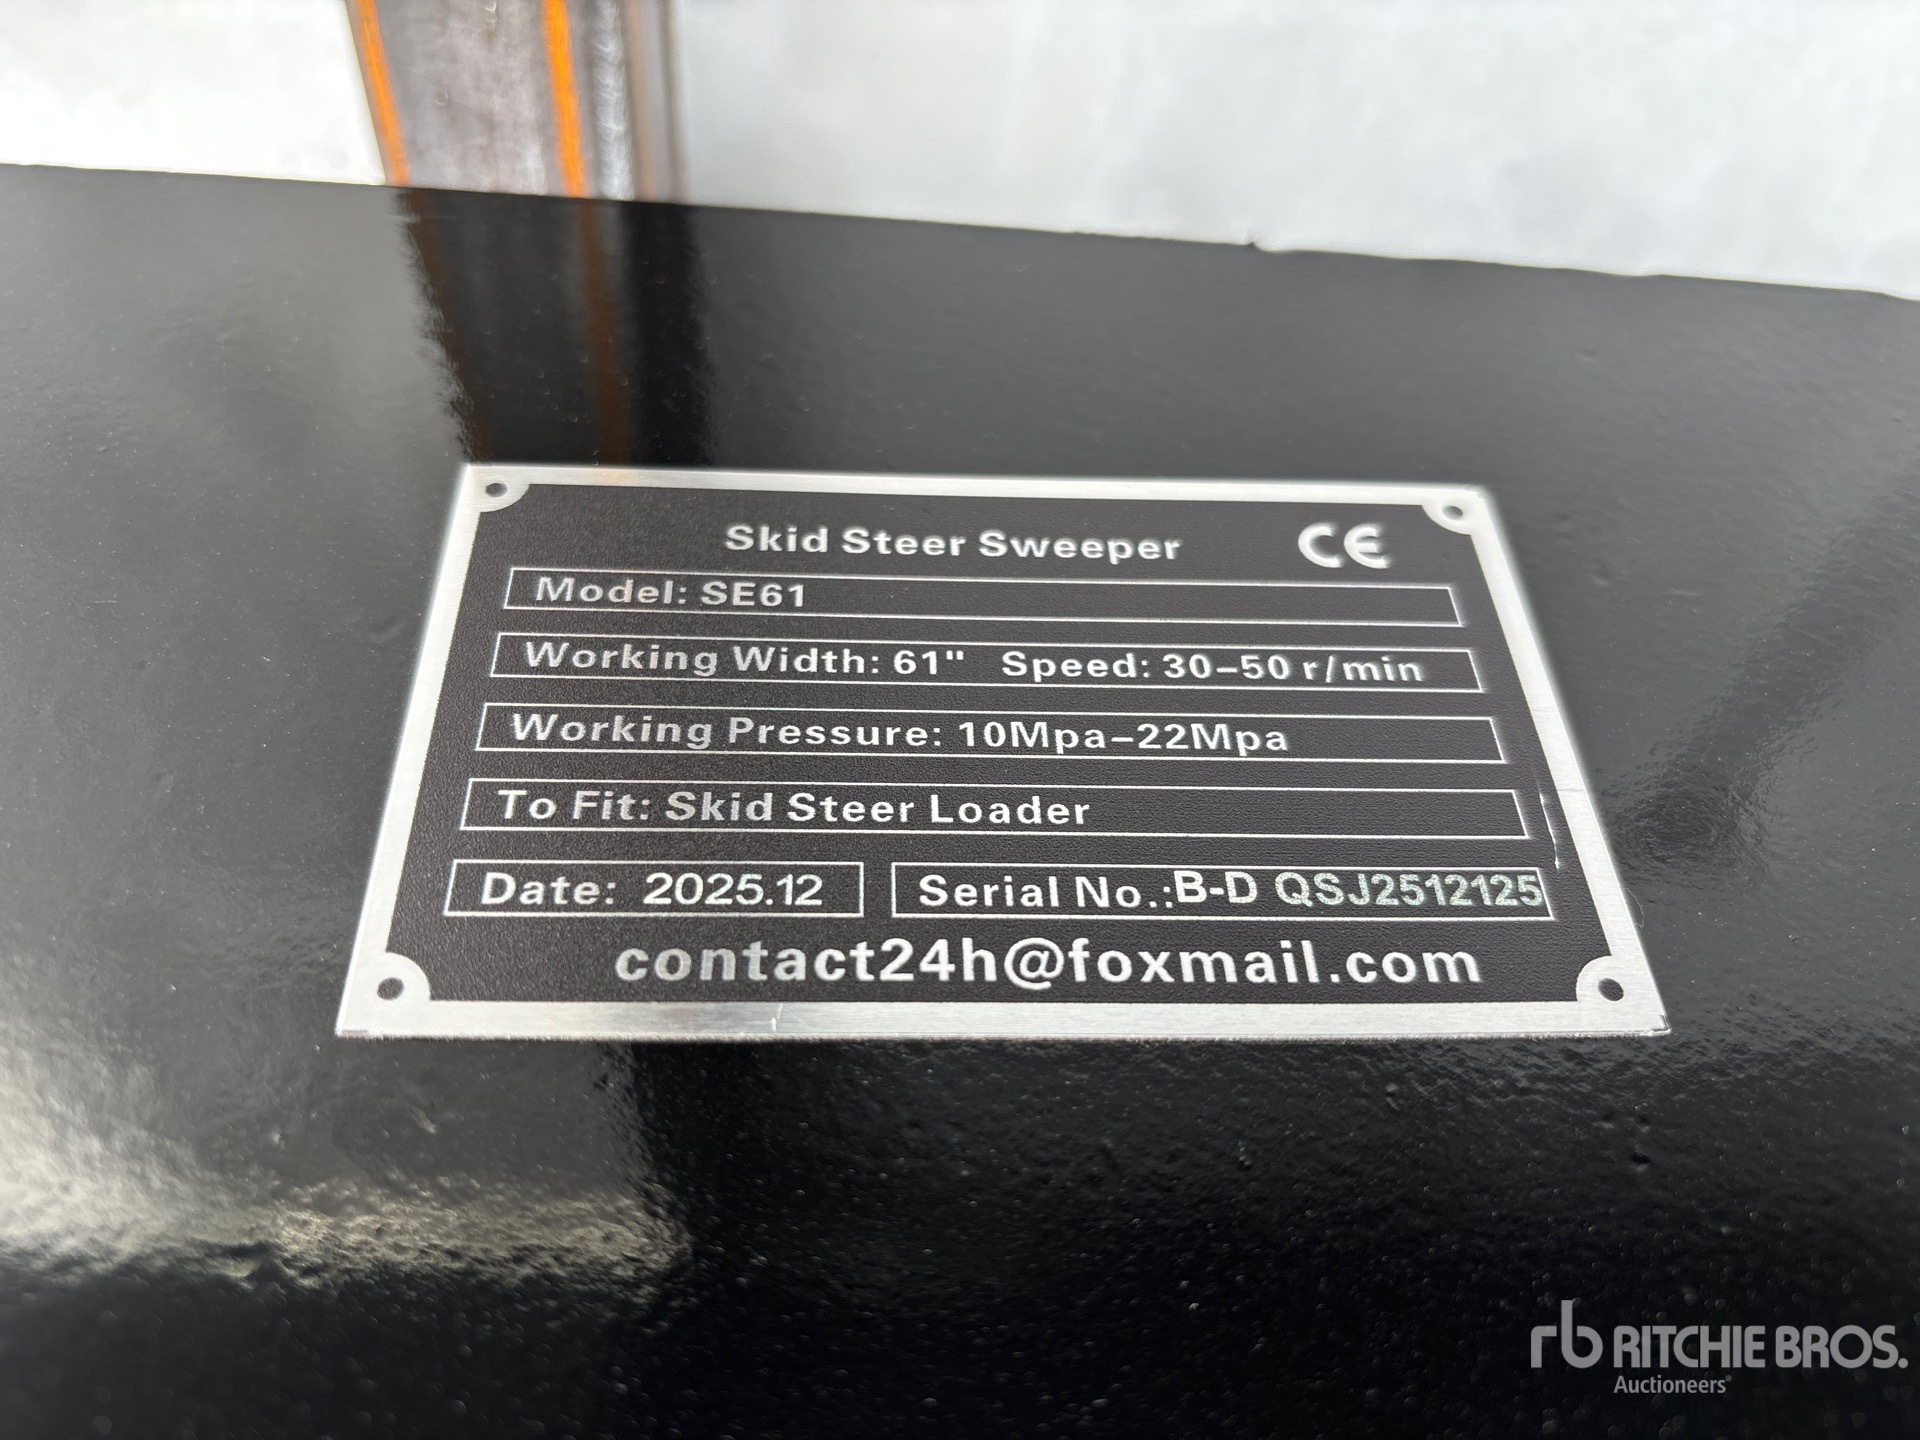 Skid Steer Sweeper CE
Model: SE61
Working Width: 61" Speed: 30-50 r/min
Working Pressure: 10Mpa-22Mpa
To Fit: Skid Steer Loader
Date: 2025.12 Serial No.:B-D QSJ2512125
contact24h@foxmail.com
rb RITCHIE BROS.
Auctioneers